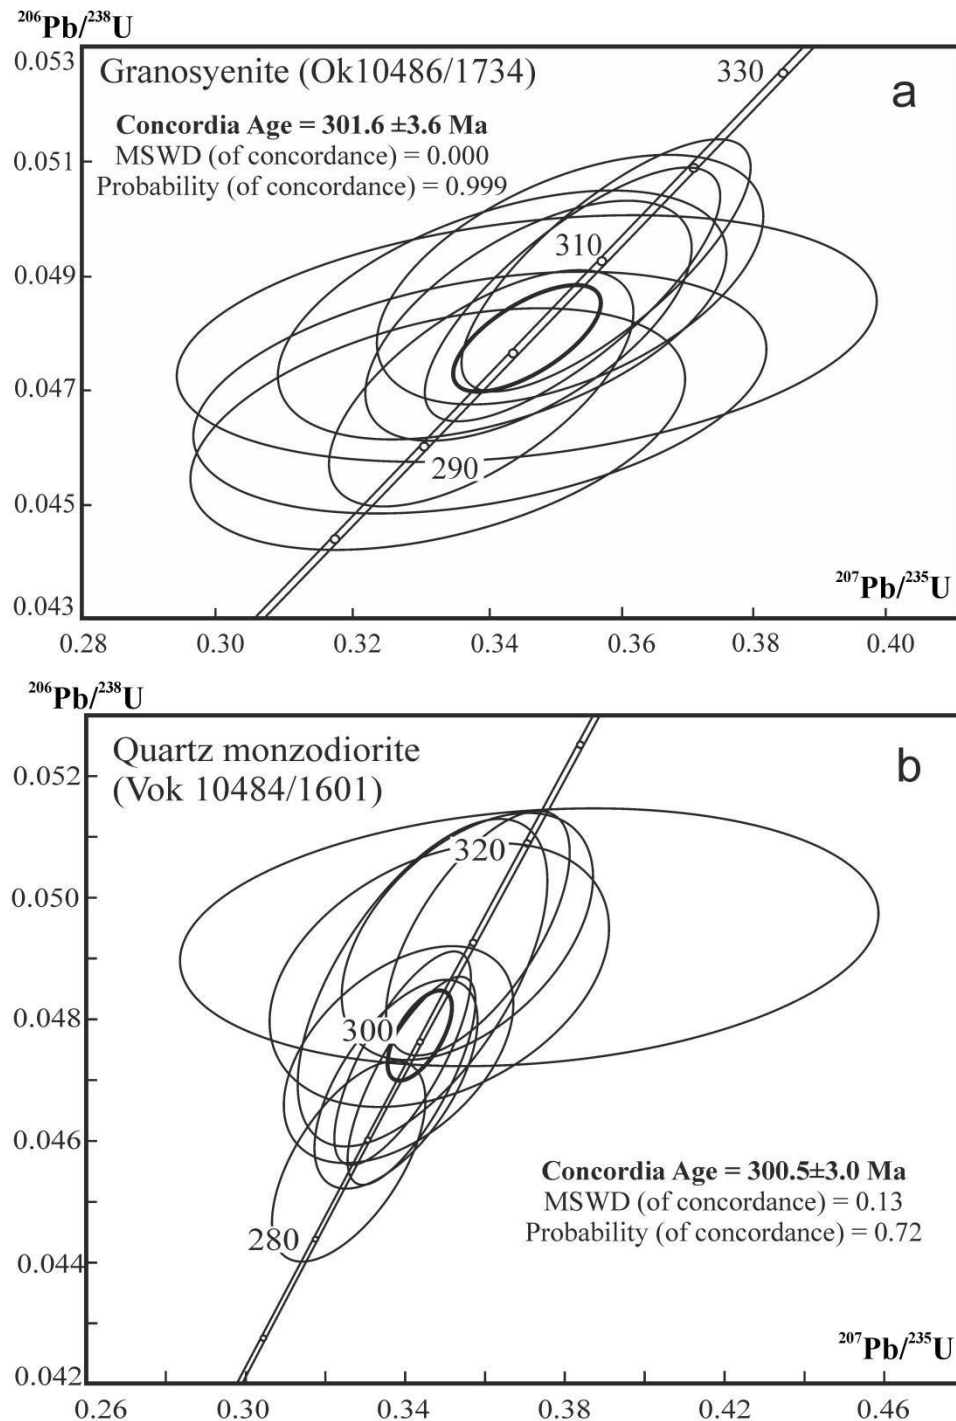 ²⁰⁶Pb/²³⁸U
0.053
Granosyenite (Ok10486/1734)
330
a
Concordia Age = 301.6 ±3.6 Ma
MSWD (of concordance) = 0.000
Probability (of concordance) = 0.999
0.051
310
0.049
0.047
290
0.045
0.043
²⁰⁷Pb/²³⁵U
0.28 0.30 0.32 0.34 0.36 0.38 0.40
²⁰⁶Pb/²³⁸U
Quartz monzodiorite
(Vok 10484/1601)
b
0.052
320
0.050
0.048
300
0.046
Concordia Age = 300.5±3.0 Ma
MSWD (of concordance) = 0.13
Probability (of concordance) = 0.72
280
0.044
²⁰⁷Pb/²³⁵U
0.042
0.26 0.30 0.34 0.38 0.42 0.46